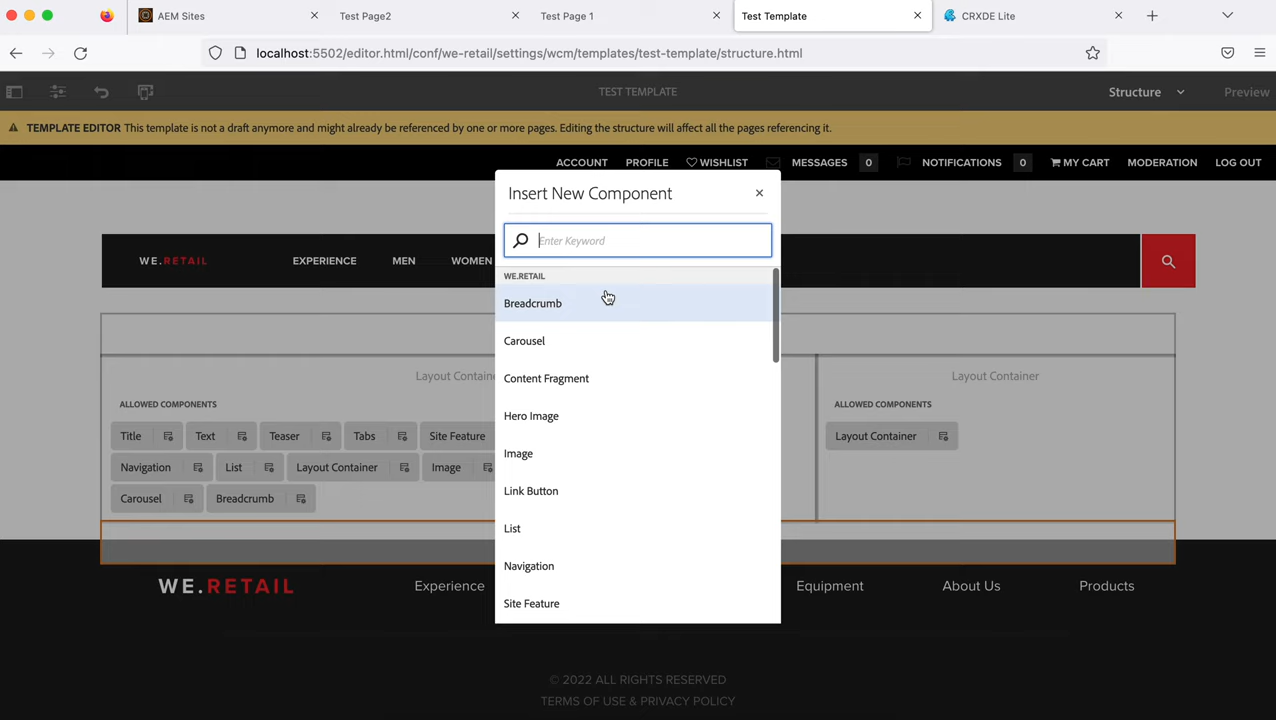 AEM Sites
Test Page2
Test Page 1
Test Template
CRXDE Lite
localhost:5502/editor.html/conf/we-retail/settings/wcm/templates/test-template/structure.html
TEST TEMPLATE
Structure
Preview
TEMPLATE EDITOR This template is not a draft anymore and might already be referenced by one or more pages. Editing the structure will affect all the pages referencing it.
ACCOUNT PROFILE WISHLIST MESSAGES 0 NOTIFICATIONS 0 MY CART MODERATION LOG OUT
Insert New Component
Enter Keyword
WE.RETAIL
Breadcrumb
Carousel
Content Fragment
Hero Image
Image
Link Button
List
Navigation
Site Feature
WE.RETAIL EXPERIENCE MEN WOMEN
Layout Container
ALLOWED COMPONENTS
Title Text Teaser Tabs Site Feature
Navigation List Layout Container Image
Carousel Breadcrumb
Layout Container
ALLOWED COMPONENTS
Layout Container
WE.RETAIL Experience Equipment About Us Products
© 2022 ALL RIGHTS RESERVED
TERMS OF USE & PRIVACY POLICY